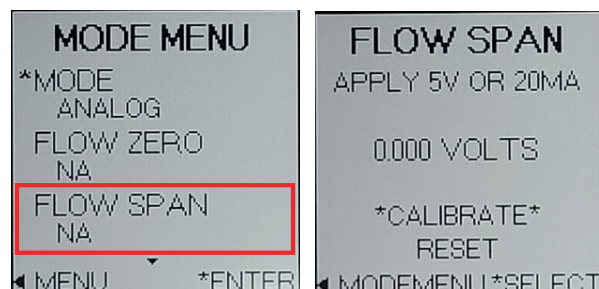 MODE MENU
*MODE
ANALOG
FLOW ZERO
NA
FLOW SPAN
NA
MENU *ENTER
FLOW SPAN
APPLY 5V OR 20MA
0.000 VOLTS
*CALIBRATE*
RESET
MODEMENU *SELECT